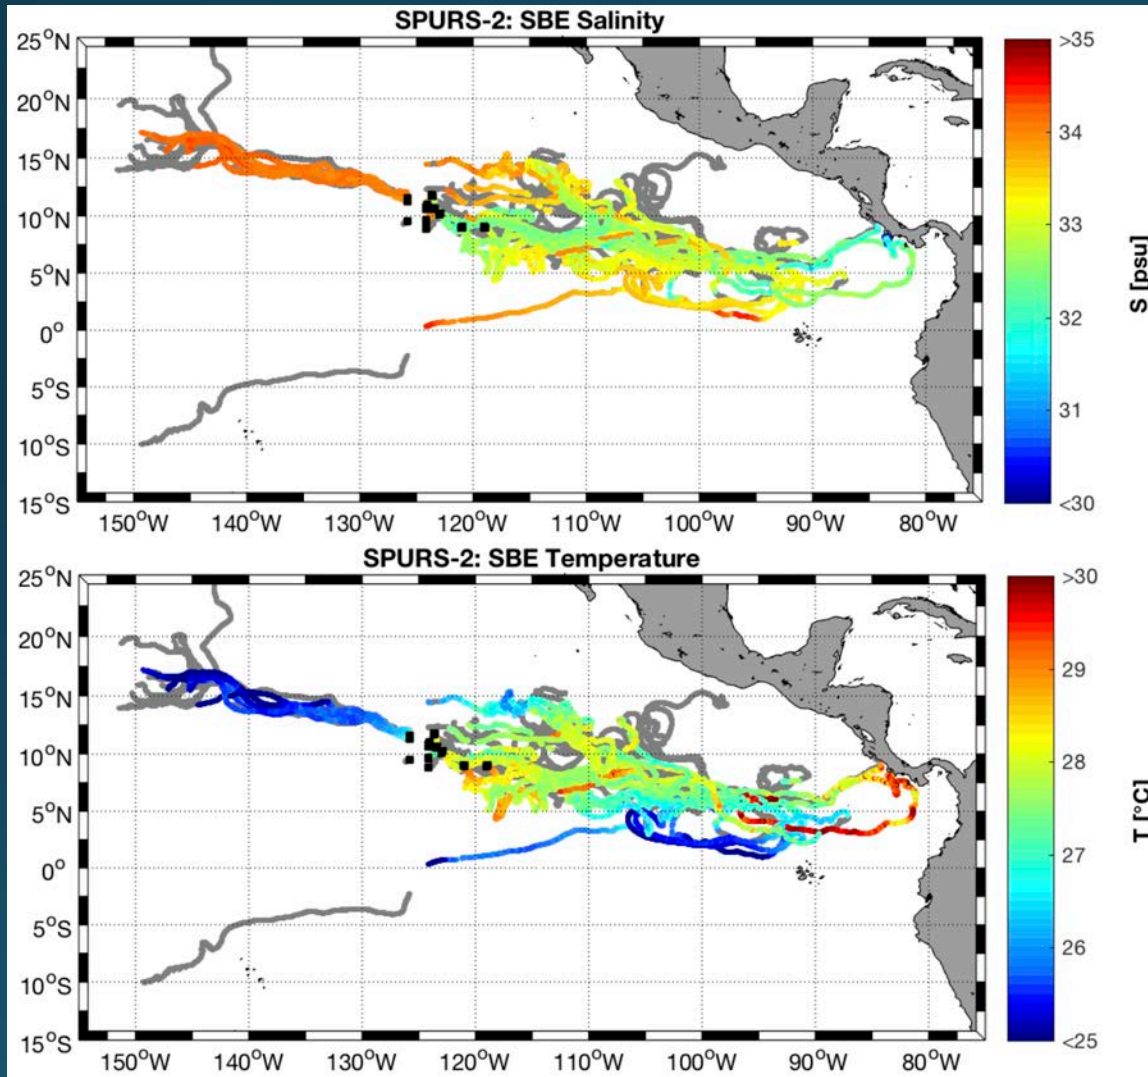 SPURS-2: SBE Salinity
25°N
20°N
15°N
10°N
5°N
0°
5°S
10°S
15°S
150°W 140°W 130°W 120°W 110°W 100°W 90°W 80°W
>35
34
33
32
31
<30
S [psu]
SPURS-2: SBE Temperature
25°N
20°N
15°N
10°N
5°N
0°
5°S
10°S
15°S
150°W 140°W 130°W 120°W 110°W 100°W 90°W 80°W
>30
29
28
27
26
<25
T [°C]